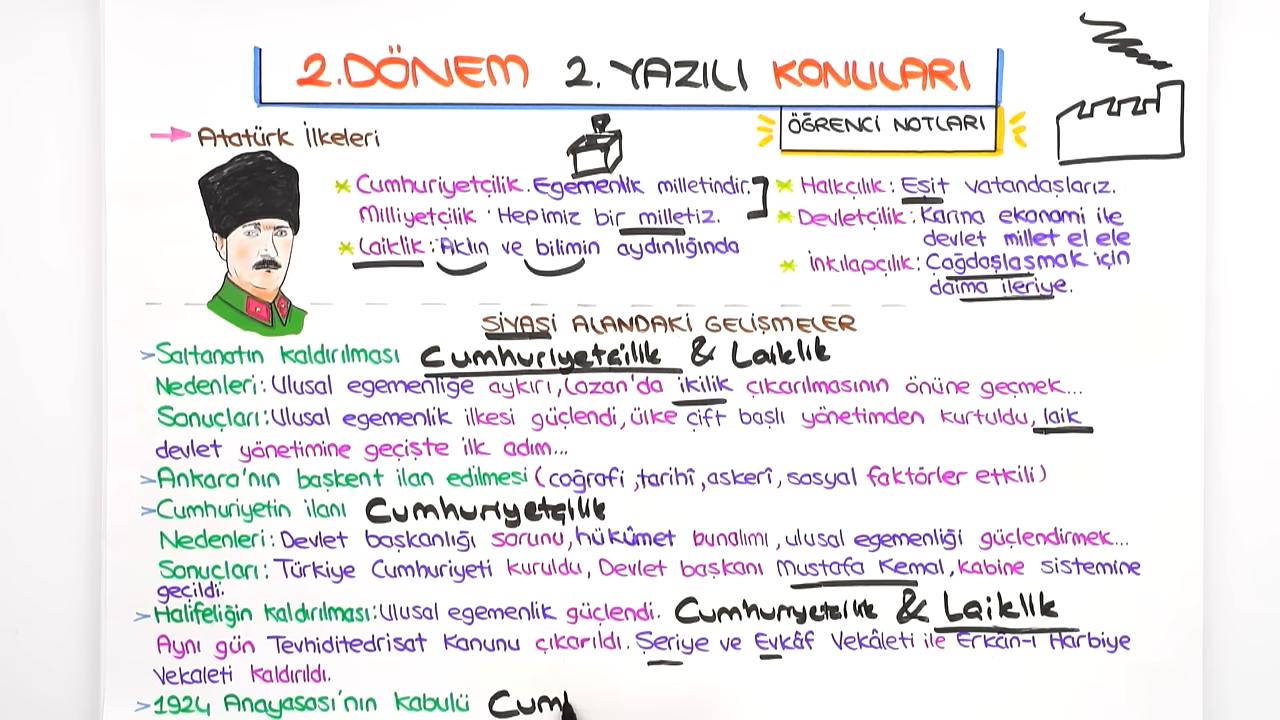 2.DÖNEM 2. YAZILI KONULARI
ÖĞRENCİ NOTLARI
Atatürk İlkeleri
Cumhuriyetçilik. Egemenlik milletindir.
Milliyetçilik : Hepimiz bir milletiz.
Laiklik: Aklın ve bilimin aydınlığında
Halkçılık: Eşit vatandaşlarız.
Devletçilik: Karma ekonomi ile
devlet millet el ele
İnkılapçılık: Çağdaşlaşmak için
daima ileriye.
SİYASİ ALANDAKİ GELİŞMELER
>Saltanatın kaldırılması Cumhuriyetçilik & Laiklik
Nedenleri: Ulusal egemenliğe aykırı, Lozan'da ikilik çıkarılmasının önüne geçmek...
Sonuçları: Ulusal egemenlik ilkesi güçlendi, ülke çift başlı yönetimden kurtuldu, laik
devlet yönetimine geçişte ilk adım...
>Ankara'nın başkent ilan edilmesi (coğrafi, tarihî, askerî, sosyal faktörler etkili)
>Cumhuriyetin ilanı Cumhuriyetçilik
Nedenleri: Devlet başkanlığı sorunu, hükûmet bunalımı, ulusal egemenliği güçlendirmek...
Sonuçları: Türkiye Cumhuriyeti kuruldu, Devlet başkanı Mustafa Kemal, kabine sistemine
geçildi.
>Halifeliğin kaldırılması: Ulusal egemenlik güçlendi. Cumhuriyetçilik & Laiklik
Aynı gün Tevhiditedrisat Kanunu çıkarıldı. Şeriye ve Evkâf Vekâleti ile Erkân-ı Harbiye
Vekaleti kaldırıldı.
>1924 Anayasası'nın kabulü Cum